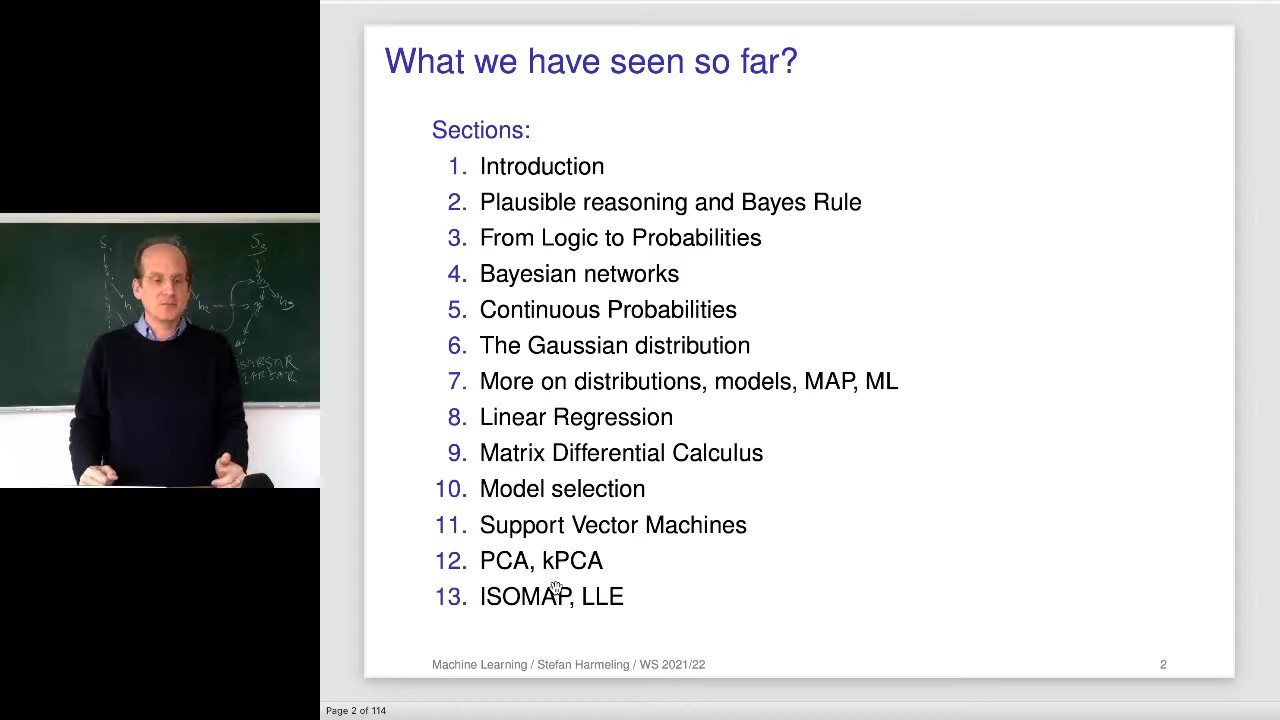 What we have seen so far?
Sections:
1. Introduction
2. Plausible reasoning and Bayes Rule
3. From Logic to Probabilities
4. Bayesian networks
5. Continuous Probabilities
6. The Gaussian distribution
7. More on distributions, models, MAP, ML
8. Linear Regression
9. Matrix Differential Calculus
10. Model selection
11. Support Vector Machines
12. PCA, kPCA
13. ISOMAP, LLE
Machine Learning / Stefan Harmeling / WS 2021/22
2
Page 2 of 114